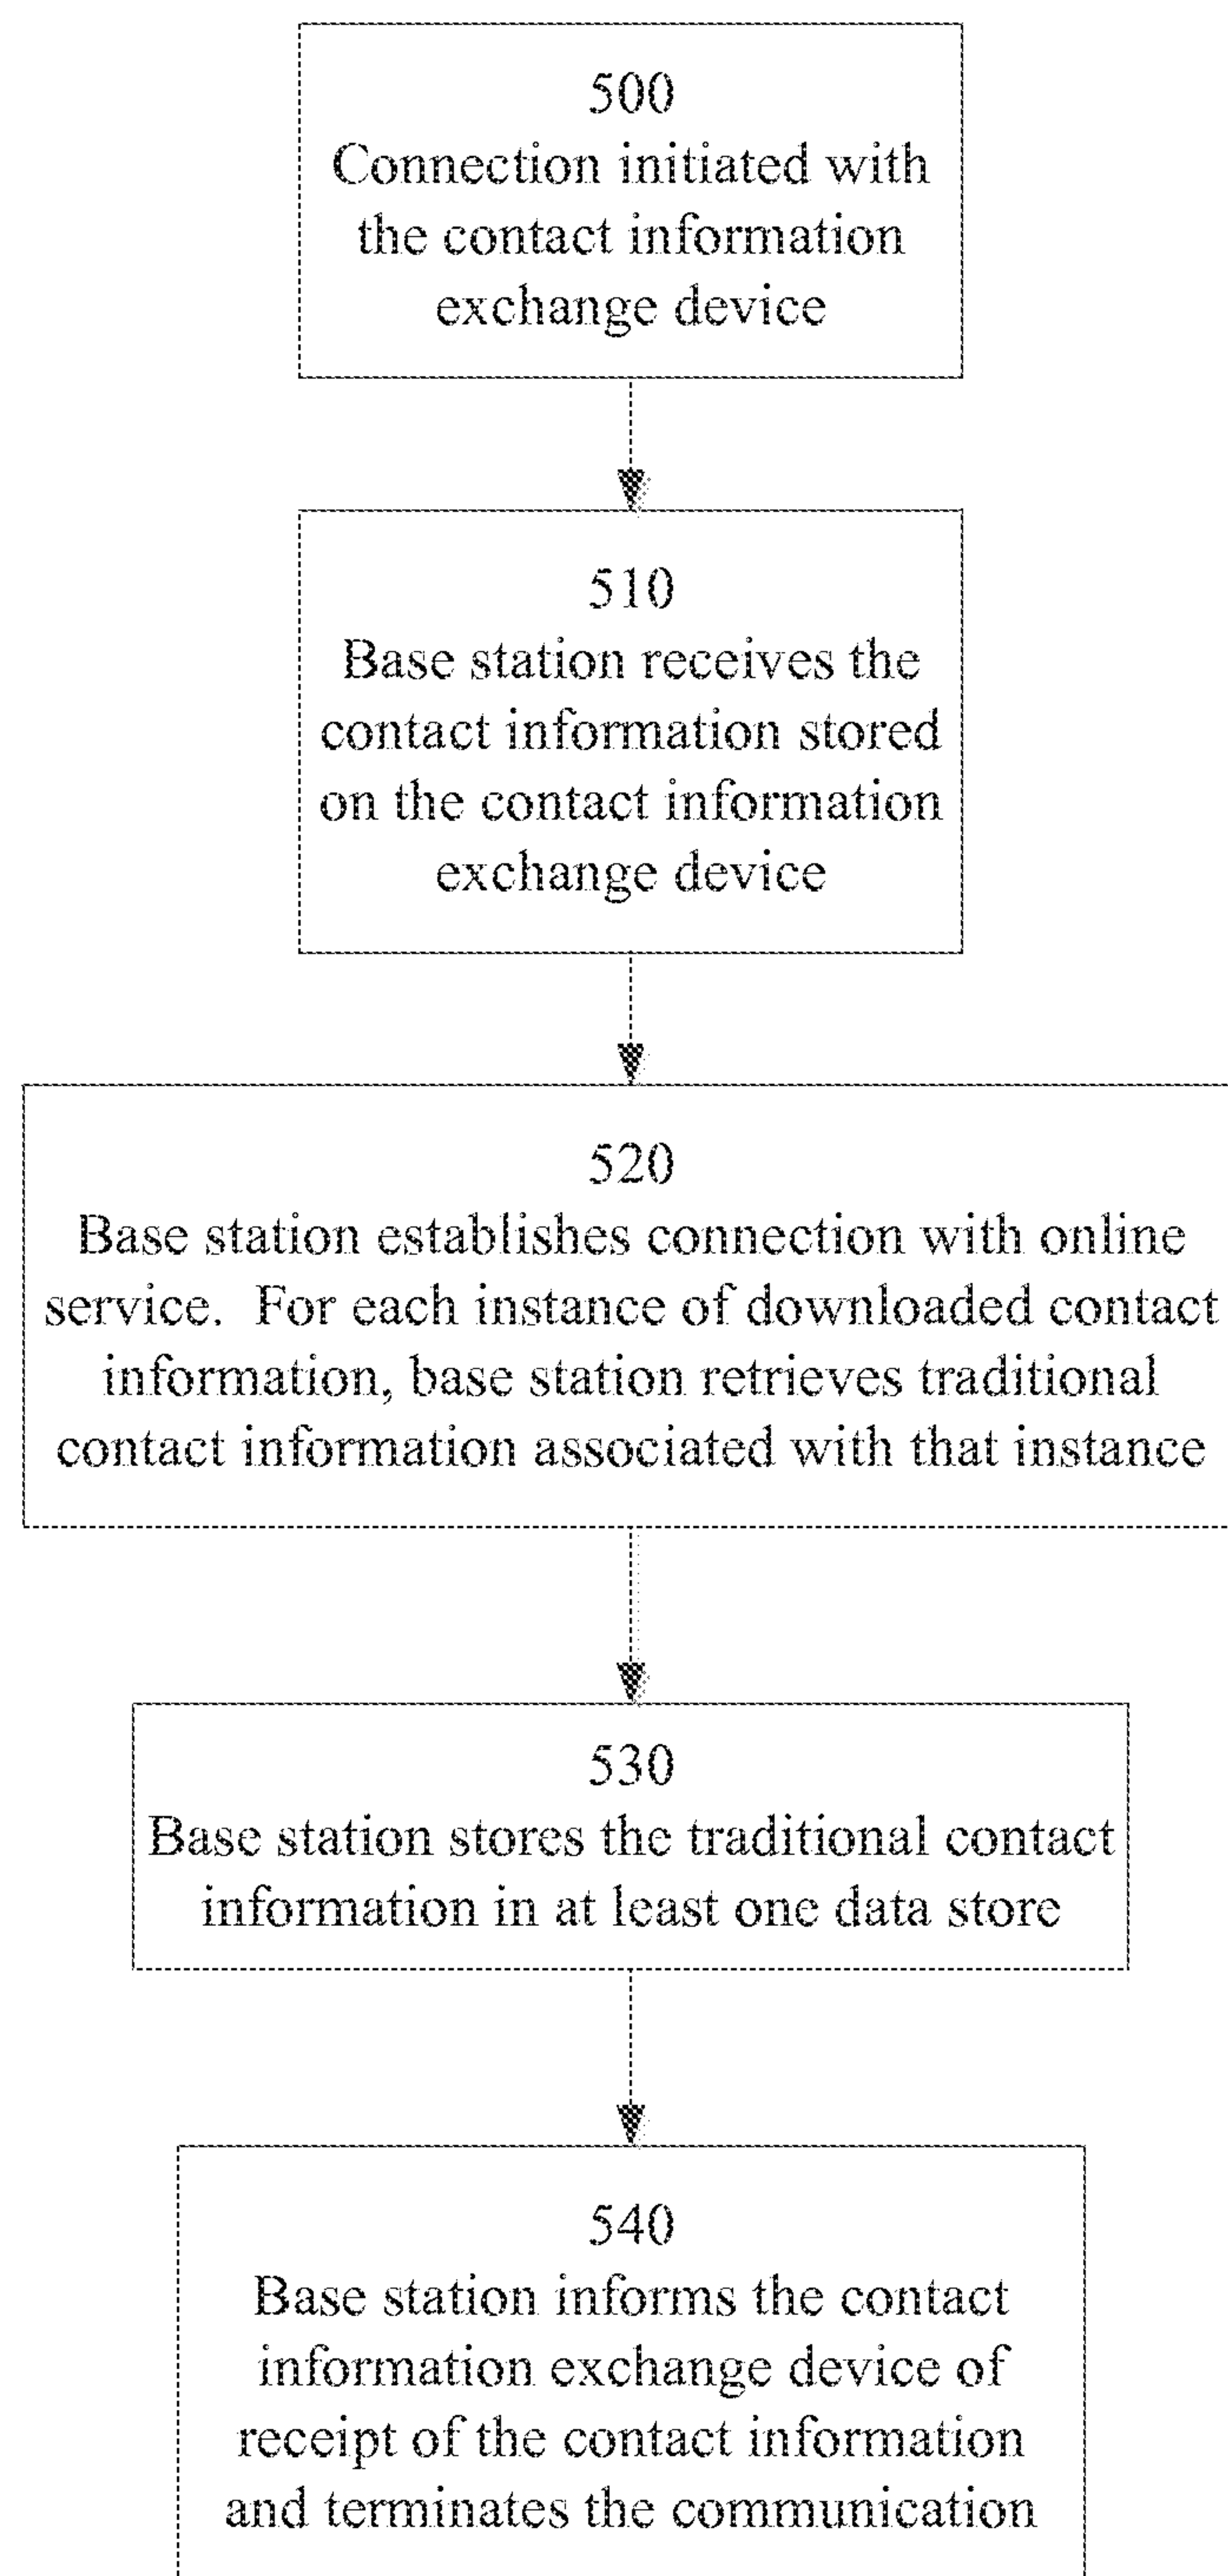 500
Connection initiated with
the contact information
exchange device
510
Base station receives the
contact information stored
on the contact information
exchange device
520
Base station establishes connection with online
service. For each instance of downloaded contact
information, base station retrieves traditional
contact information associated with that instance
530
Base station stores the traditional contact
information in at least one data store
540
Base station informs the contact
information exchange device of
receipt of the contact information
and terminates the communication